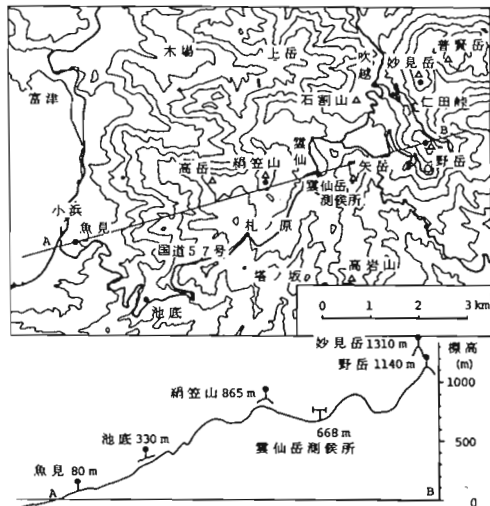 木場
上岳
吹越
妙見岳
普賢岳
富津
石割山
仁田峠
B
雲仙
高岳
絹笠山
矢岳
野岳
雲仙岳
測候所
小浜
魚見
A
札ノ原
国道57号
塔ノ坂
高岩山
池底
0 1 2 3 km
妙見岳 1310 m
野岳 1140 m
標高
(m)
1000
絹笠山 865 m
668 m
雲仙岳測候所
500
池底 330 m
魚見 80 m
A
B
0